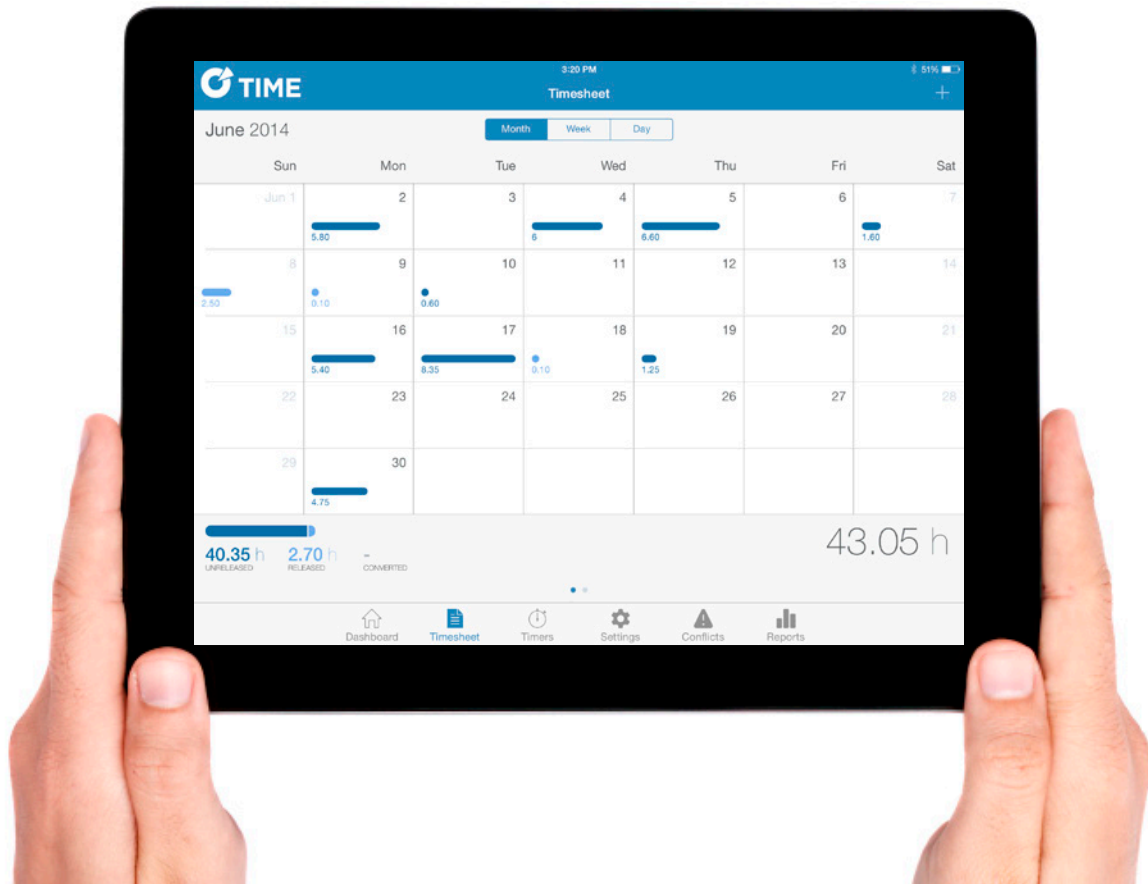 3:20 PM
51%
TIME
Timesheet
+
June 2014
Month Week Day
Sun Mon Tue Wed Thu Fri Sat
Jun 1 2 3 4 5 6 7
5.80 6 6.60 1.60
8 9 10 11 12 13 14
2.50 0.10 0.60
15 16 17 18 19 20 21
5.40 8.35 0.10 1.25
22 23 24 25 26 27 28
29 30
4.75
43.05 h
40.35 h 2.70 h -
UNRELEASED RELEASED CONVERTED
Dashboard Timesheet Timers Settings Conflicts Reports